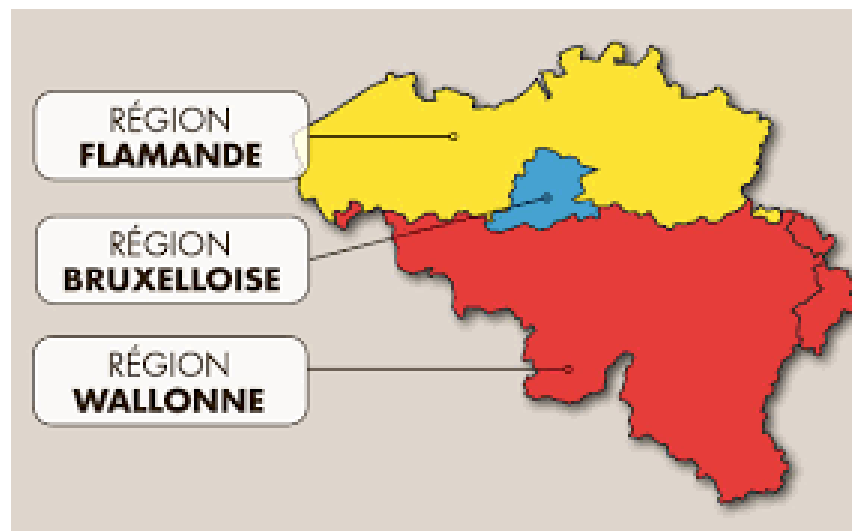 RÉGION
FLAMANDE
RÉGION
BRUXELLOISE
RÉGION
WALLONNE